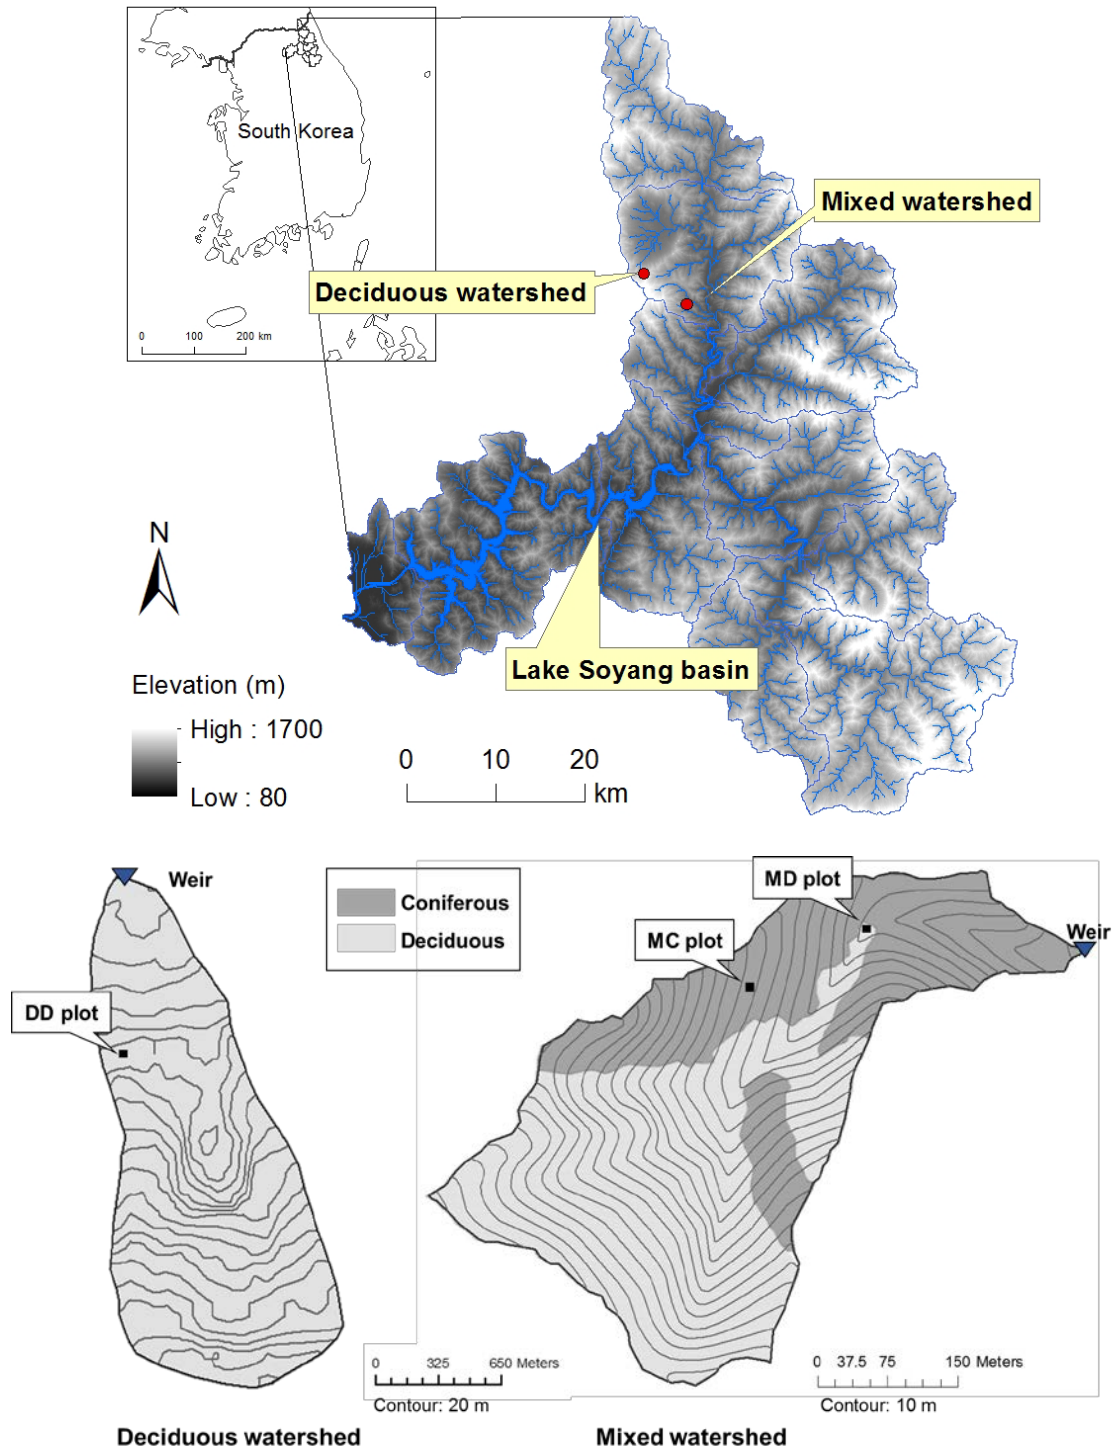 South Korea
0 100 200 km
Mixed watershed
Deciduous watershed
N
Lake Soyang basin
Elevation (m)
High : 1700
Low : 80
0 10 20
km
Weir
Coniferous
Deciduous
MD plot
MC plot
Weir
DD plot
0 325 650 Meters
Contour: 20 m
0 37.5 75 150 Meters
Contour: 10 m
Deciduous watershed
Mixed watershed